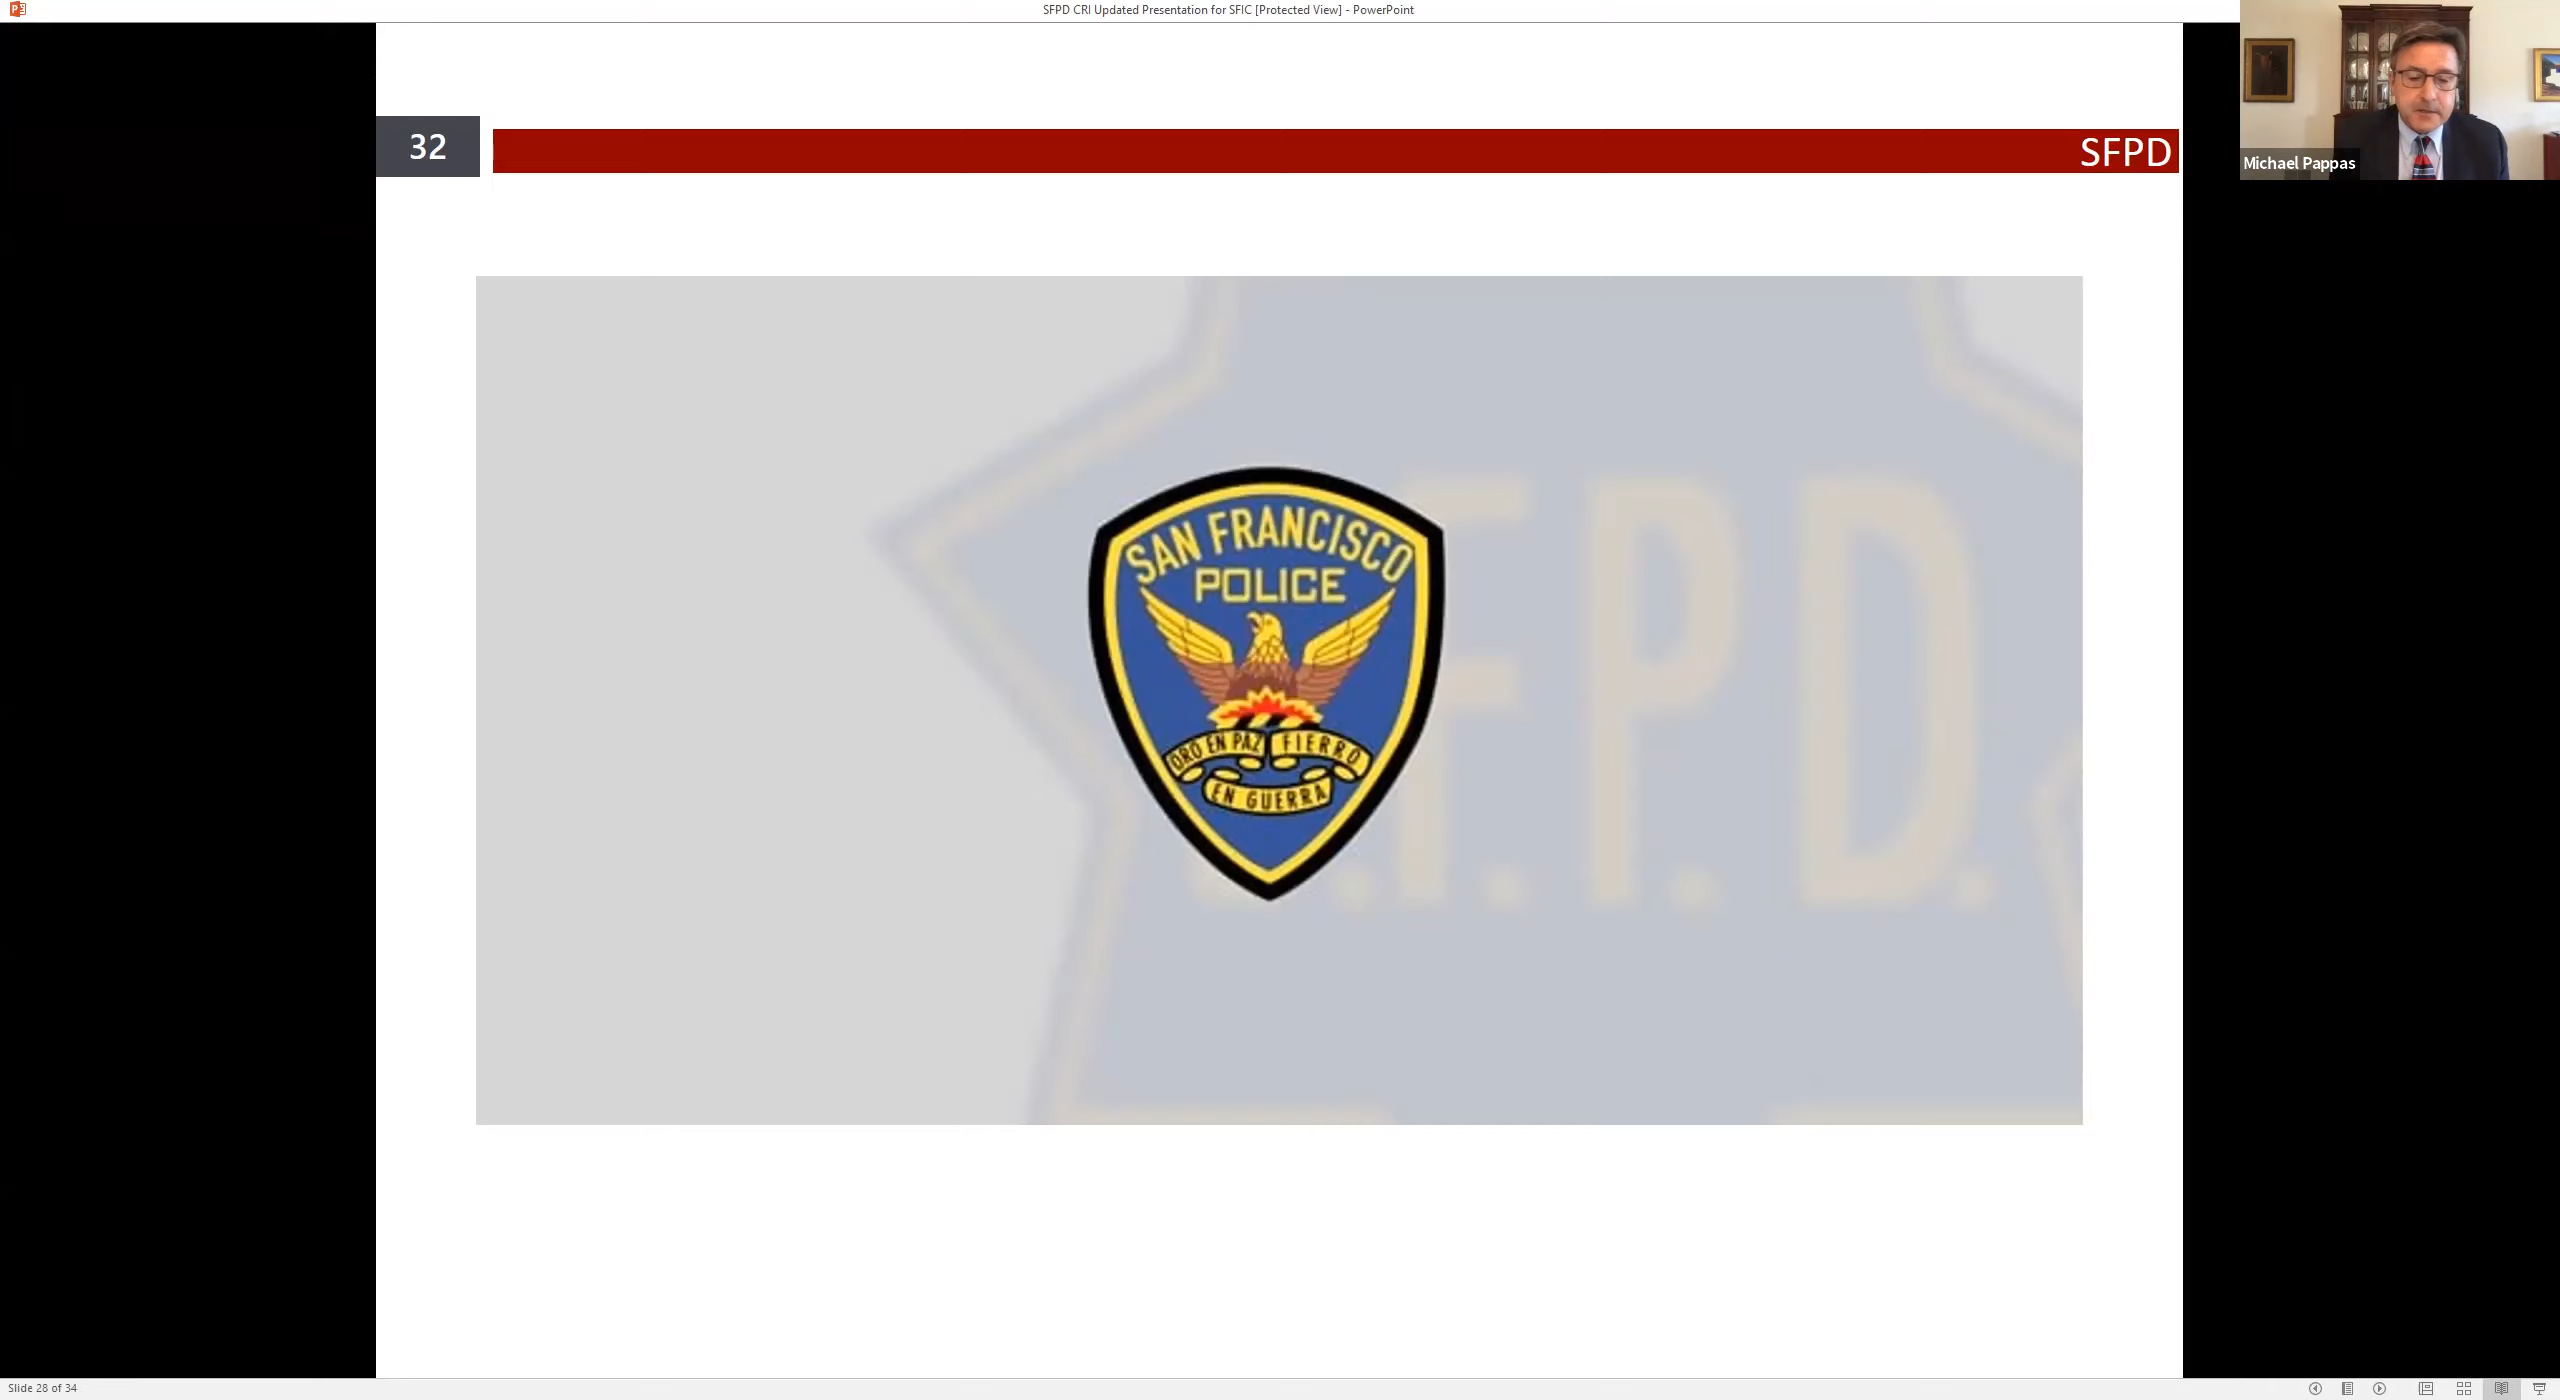 SFPD CRI Updated Presentation for SFIC [Protected View] - PowerPoint
Michael Pappas
32
SFPD
SAN FRANCISCO
POLICE
ORO EN PAZ FIERRO
EN GUERRA
F.P.D.
Slide 28 of 34